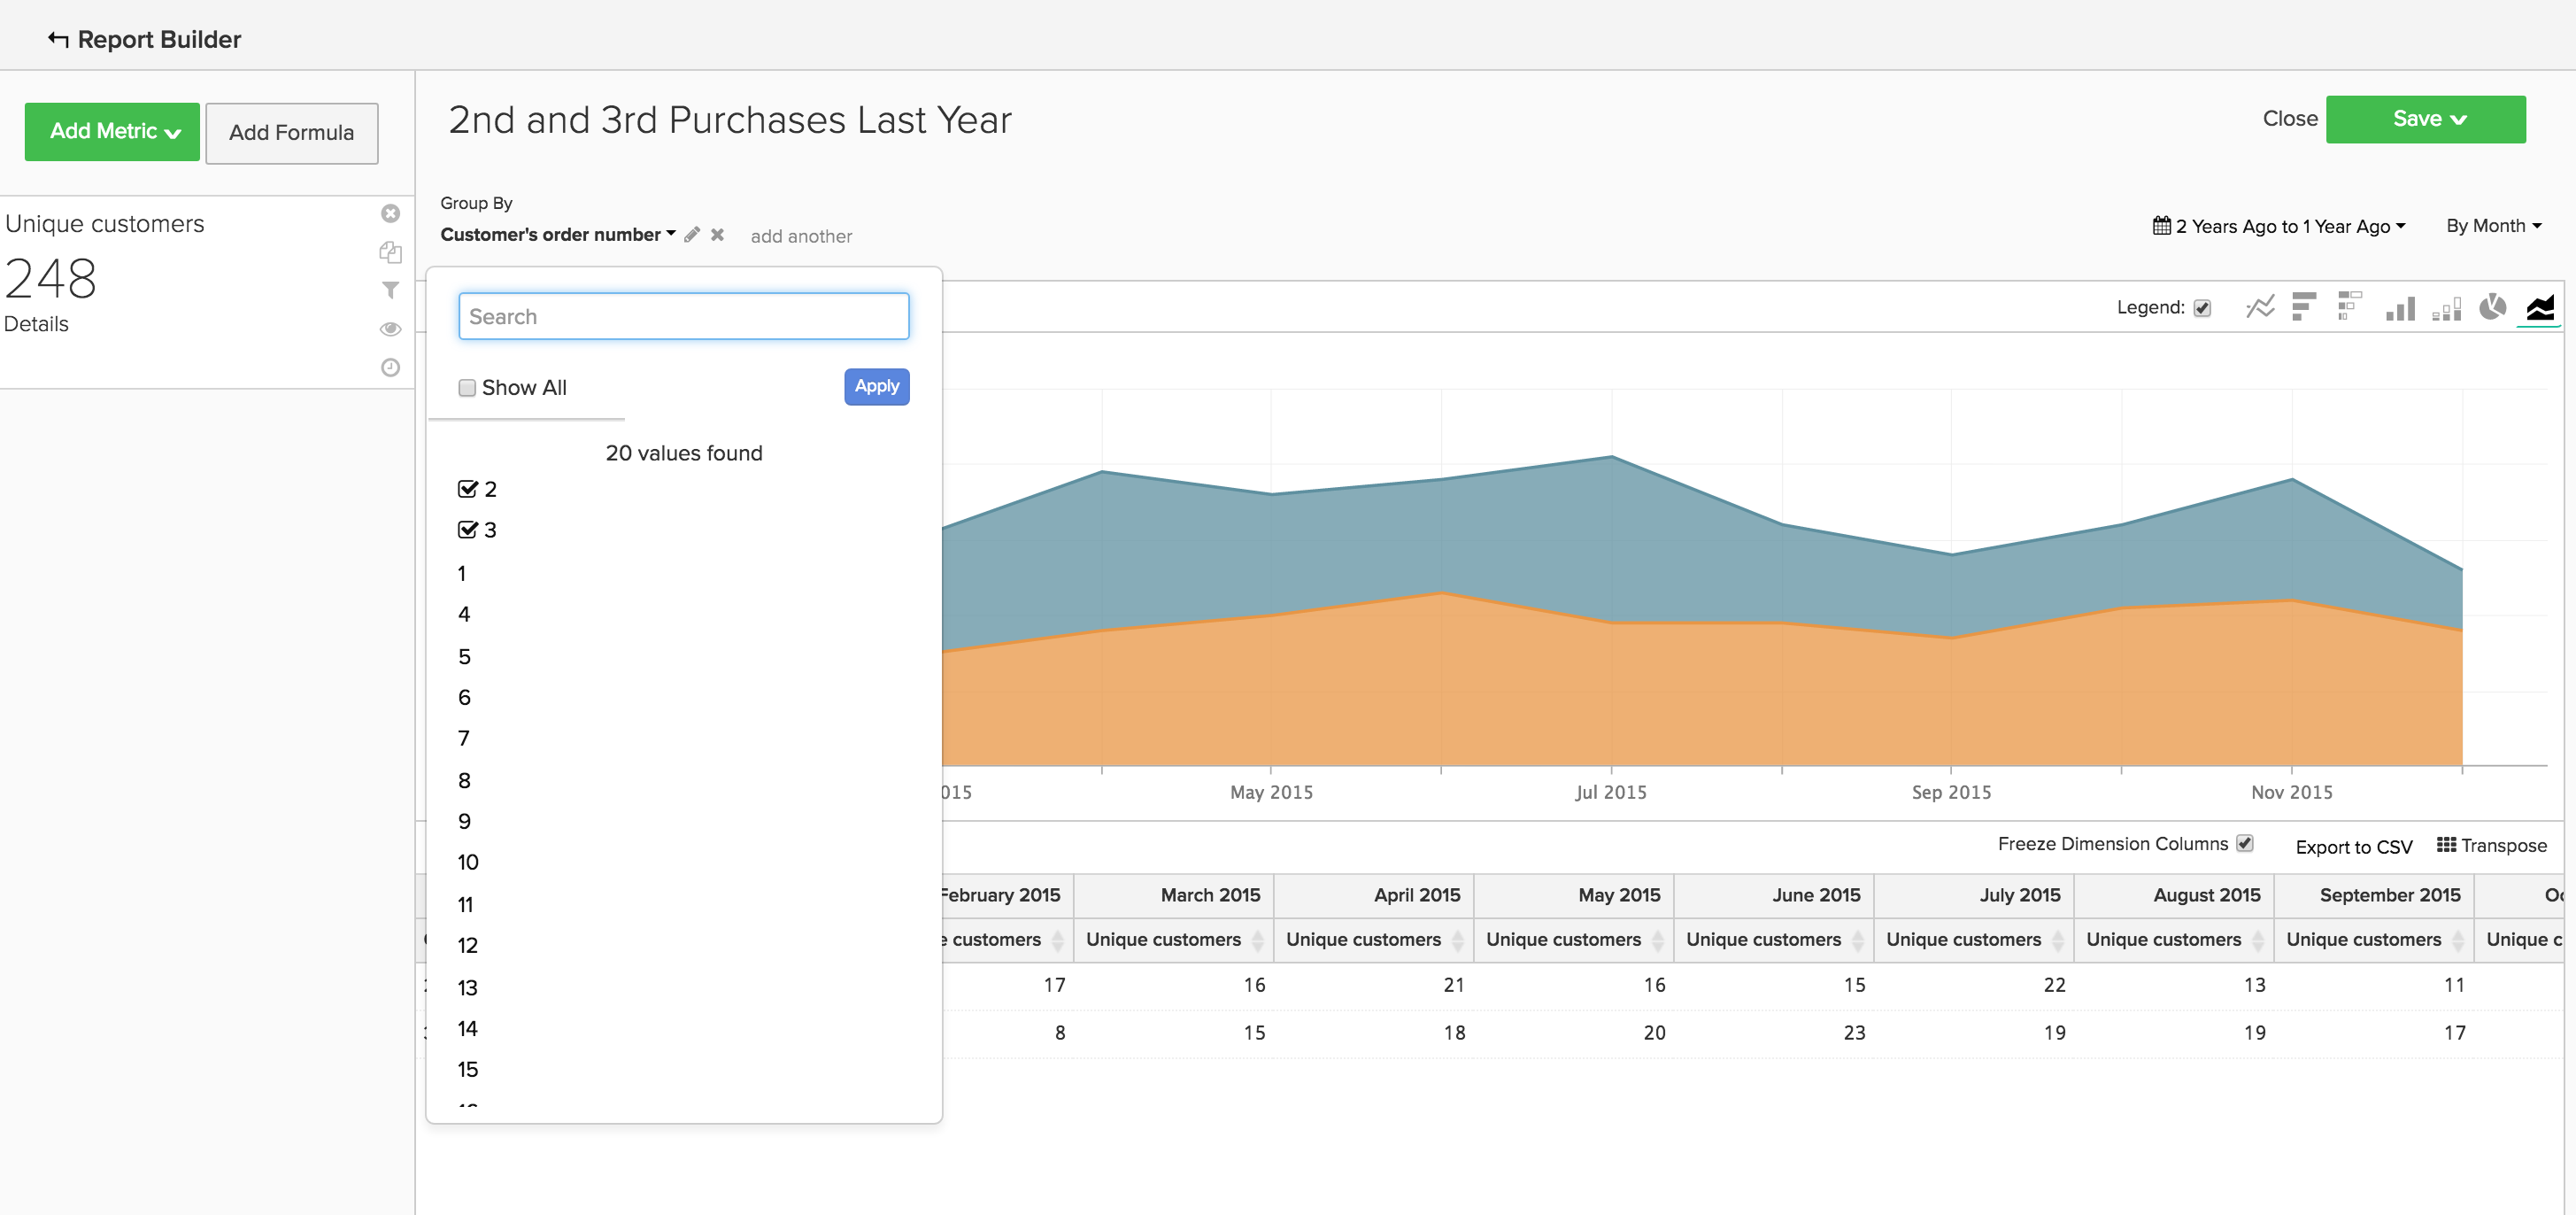 Report Builder
Add Metric
Add Formula
2nd and 3rd Purchases Last Year
Close
Save
Unique customers
248
Details
Group By
Customer's order number
add another
2 Years Ago to 1 Year Ago
By Month
Search
Legend:
Show All
Apply
20 values found
2
3
1
4
5
6
7
8
9
10
11
12
13
14
15
015 May 2015 Jul 2015 Sep 2015 Nov 2015
Freeze Dimension Columns Export to CSV Transpose
February 2015 March 2015 April 2015 May 2015 June 2015 July 2015 August 2015 September 2015
customers Unique customers Unique customers Unique customers Unique customers Unique customers Unique customers Unique customers Unique c
17 16 21 16 15 22 13 11
8 15 18 20 23 19 19 17